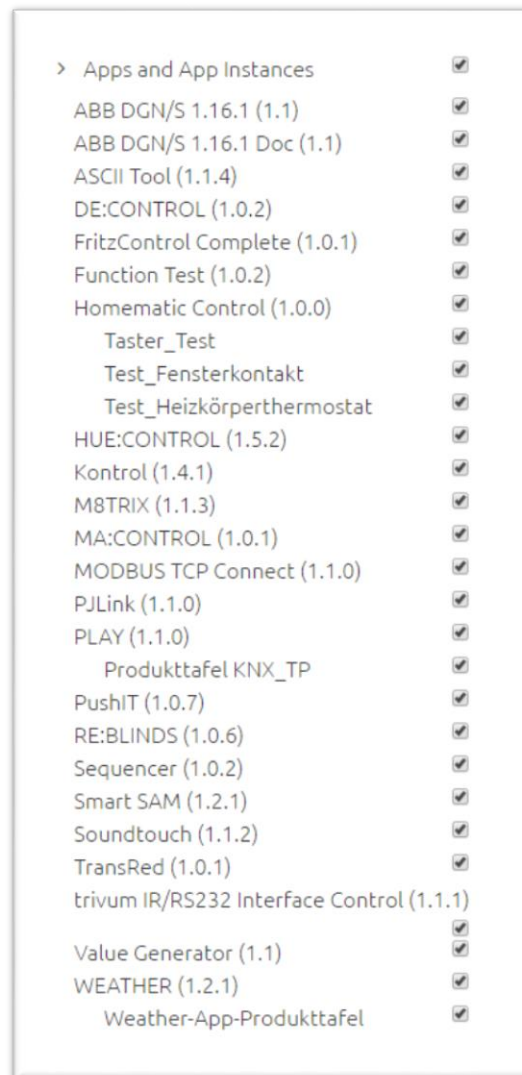 > Apps and App Instances
ABB DGN/S 1.16.1 (1.1)
ABB DGN/S 1.16.1 Doc (1.1)
ASCII Tool (1.1.4)
DE:CONTROL (1.0.2)
FritzControl Complete (1.0.1)
Function Test (1.0.2)
Homematic Control (1.0.0)
Taster_Test
Test_Fensterkontakt
Test_Heizkörperthermostat
HUE:CONTROL (1.5.2)
Kontrol (1.4.1)
M8TRIX (1.1.3)
MA:CONTROL (1.0.1)
MODBUS TCP Connect (1.1.0)
PJLink (1.1.0)
PLAY (1.1.0)
Produkttafel KNX_TP
PushIT (1.0.7)
RE:BLINDS (1.0.6)
Sequencer (1.0.2)
Smart SAM (1.2.1)
Soundtouch (1.1.2)
TransRed (1.0.1)
trivum IR/RS232 Interface Control (1.1.1)
Value Generator (1.1)
WEATHER (1.2.1)
Weather-App-Produkttafel